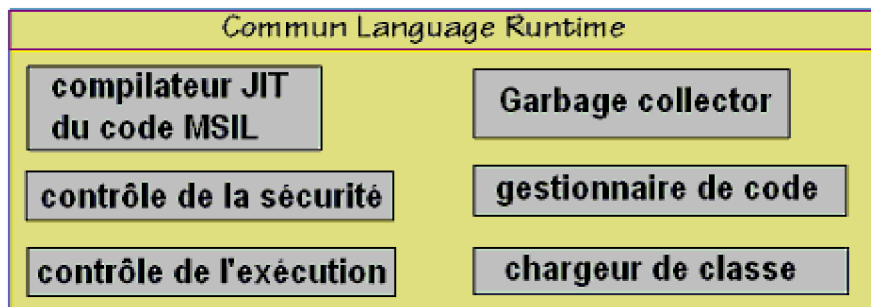 Commun Language Runtime
compilateur JIT
du code MSIL
Garbage collector
contrôle de la sécurité
gestionnaire de code
contrôle de l'exécution
chargeur de classe